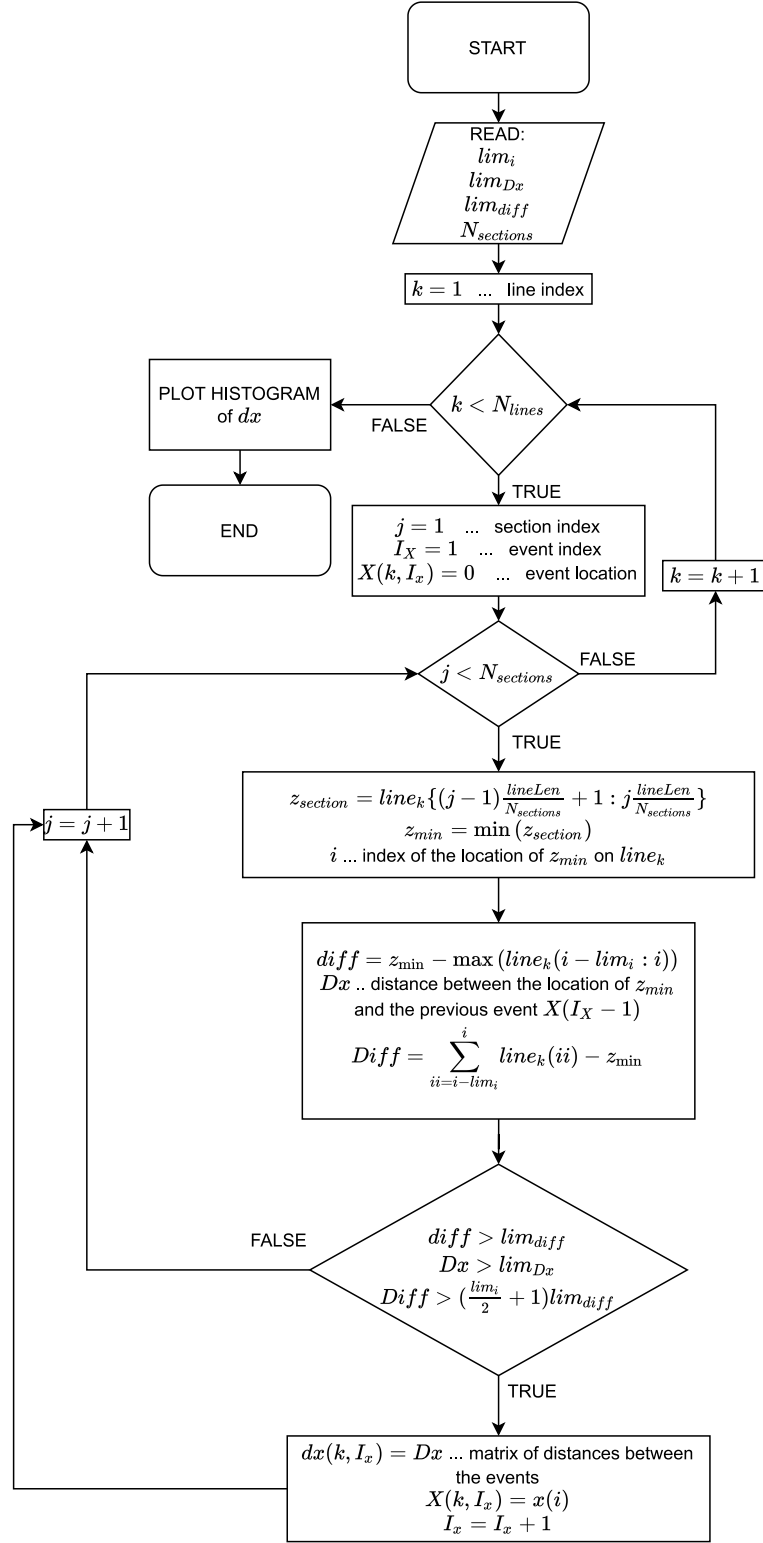 START
READ:
$lim_i$
$lim_{Dx}$
$lim_{diff}$
$N_{sections}$
$k = 1$ ... line index
$k < N_{lines}$
FALSE
PLOT HISTOGRAM
of $dx$
END
TRUE
$j = 1$ ... section index
$I_X = 1$ ... event index
$X(k, I_x) = 0$ ... event location
$k = k + 1$
$j < N_{sections}$
FALSE
TRUE
$z_{section} = line_k\{(j-1)\frac{lineLen}{N_{sections}} + 1 : j\frac{lineLen}{N_{sections}}\}$
$z_{min} = \min(z_{section})$
$i$ ... index of the location of $z_{min}$ on $line_k$
$j = j + 1$
$diff = z_{\min} - \max(line_k(i - lim_i : i))$
$Dx$ .. distance between the location of $z_{min}$
and the previous event $X(I_X - 1)$
$Diff = \sum_{ii=i-lim_i}^{i} line_k(ii) - z_{\min}$
FALSE
$diff > lim_{diff}$
$Dx > lim_{Dx}$
$Diff > (\frac{lim_i}{2} + 1)lim_{diff}$
TRUE
$dx(k, I_x) = Dx$ ... matrix of distances between
the events
$X(k, I_x) = x(i)$
$I_x = I_x + 1$